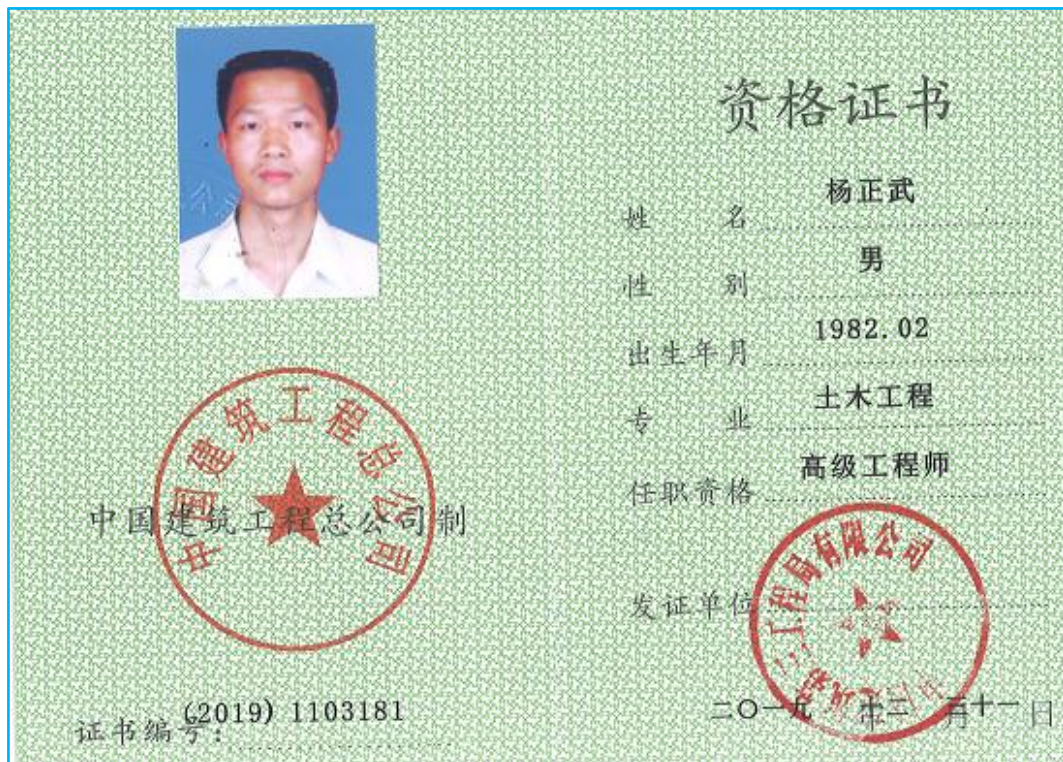 中国建筑工程总公司
中国建筑工程总公司制
证书编号：(2019) 1103181
资格证书
姓名 杨正武
性别 男
出生年月 1982.02
专业 土木工程
任职资格 高级工程师
发证单位
工程局有限公司
二〇一九年十二月三十一日